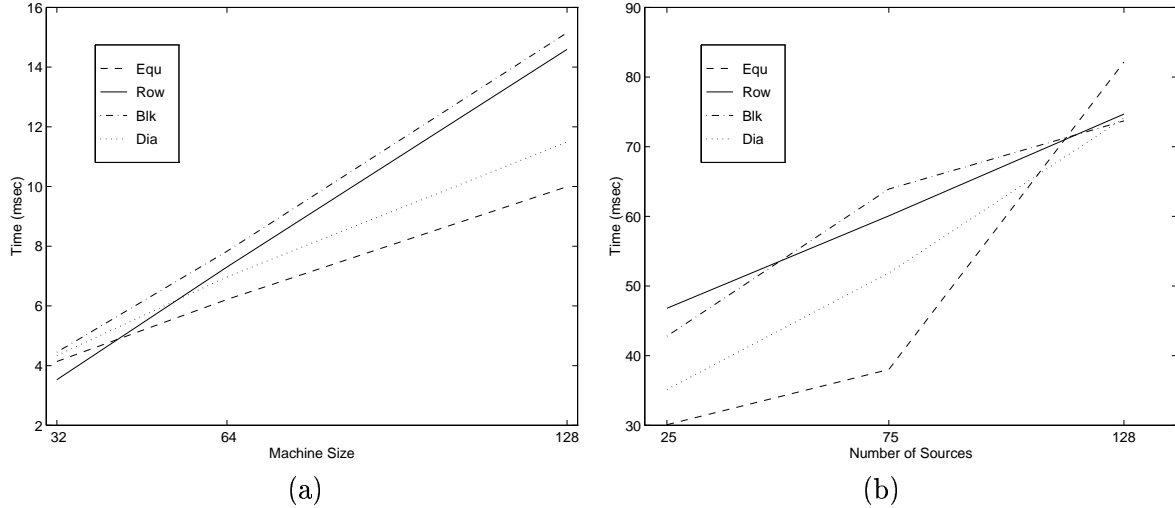 16
14
12
10
8
6
4
2
Time (msec)
Equ
Row
Blk
Dia
32
64
128
Machine Size
(a)
90
80
70
60
50
40
30
Time (msec)
Equ
Row
Blk
Dia
25
75
128
Number of Sources
(b)